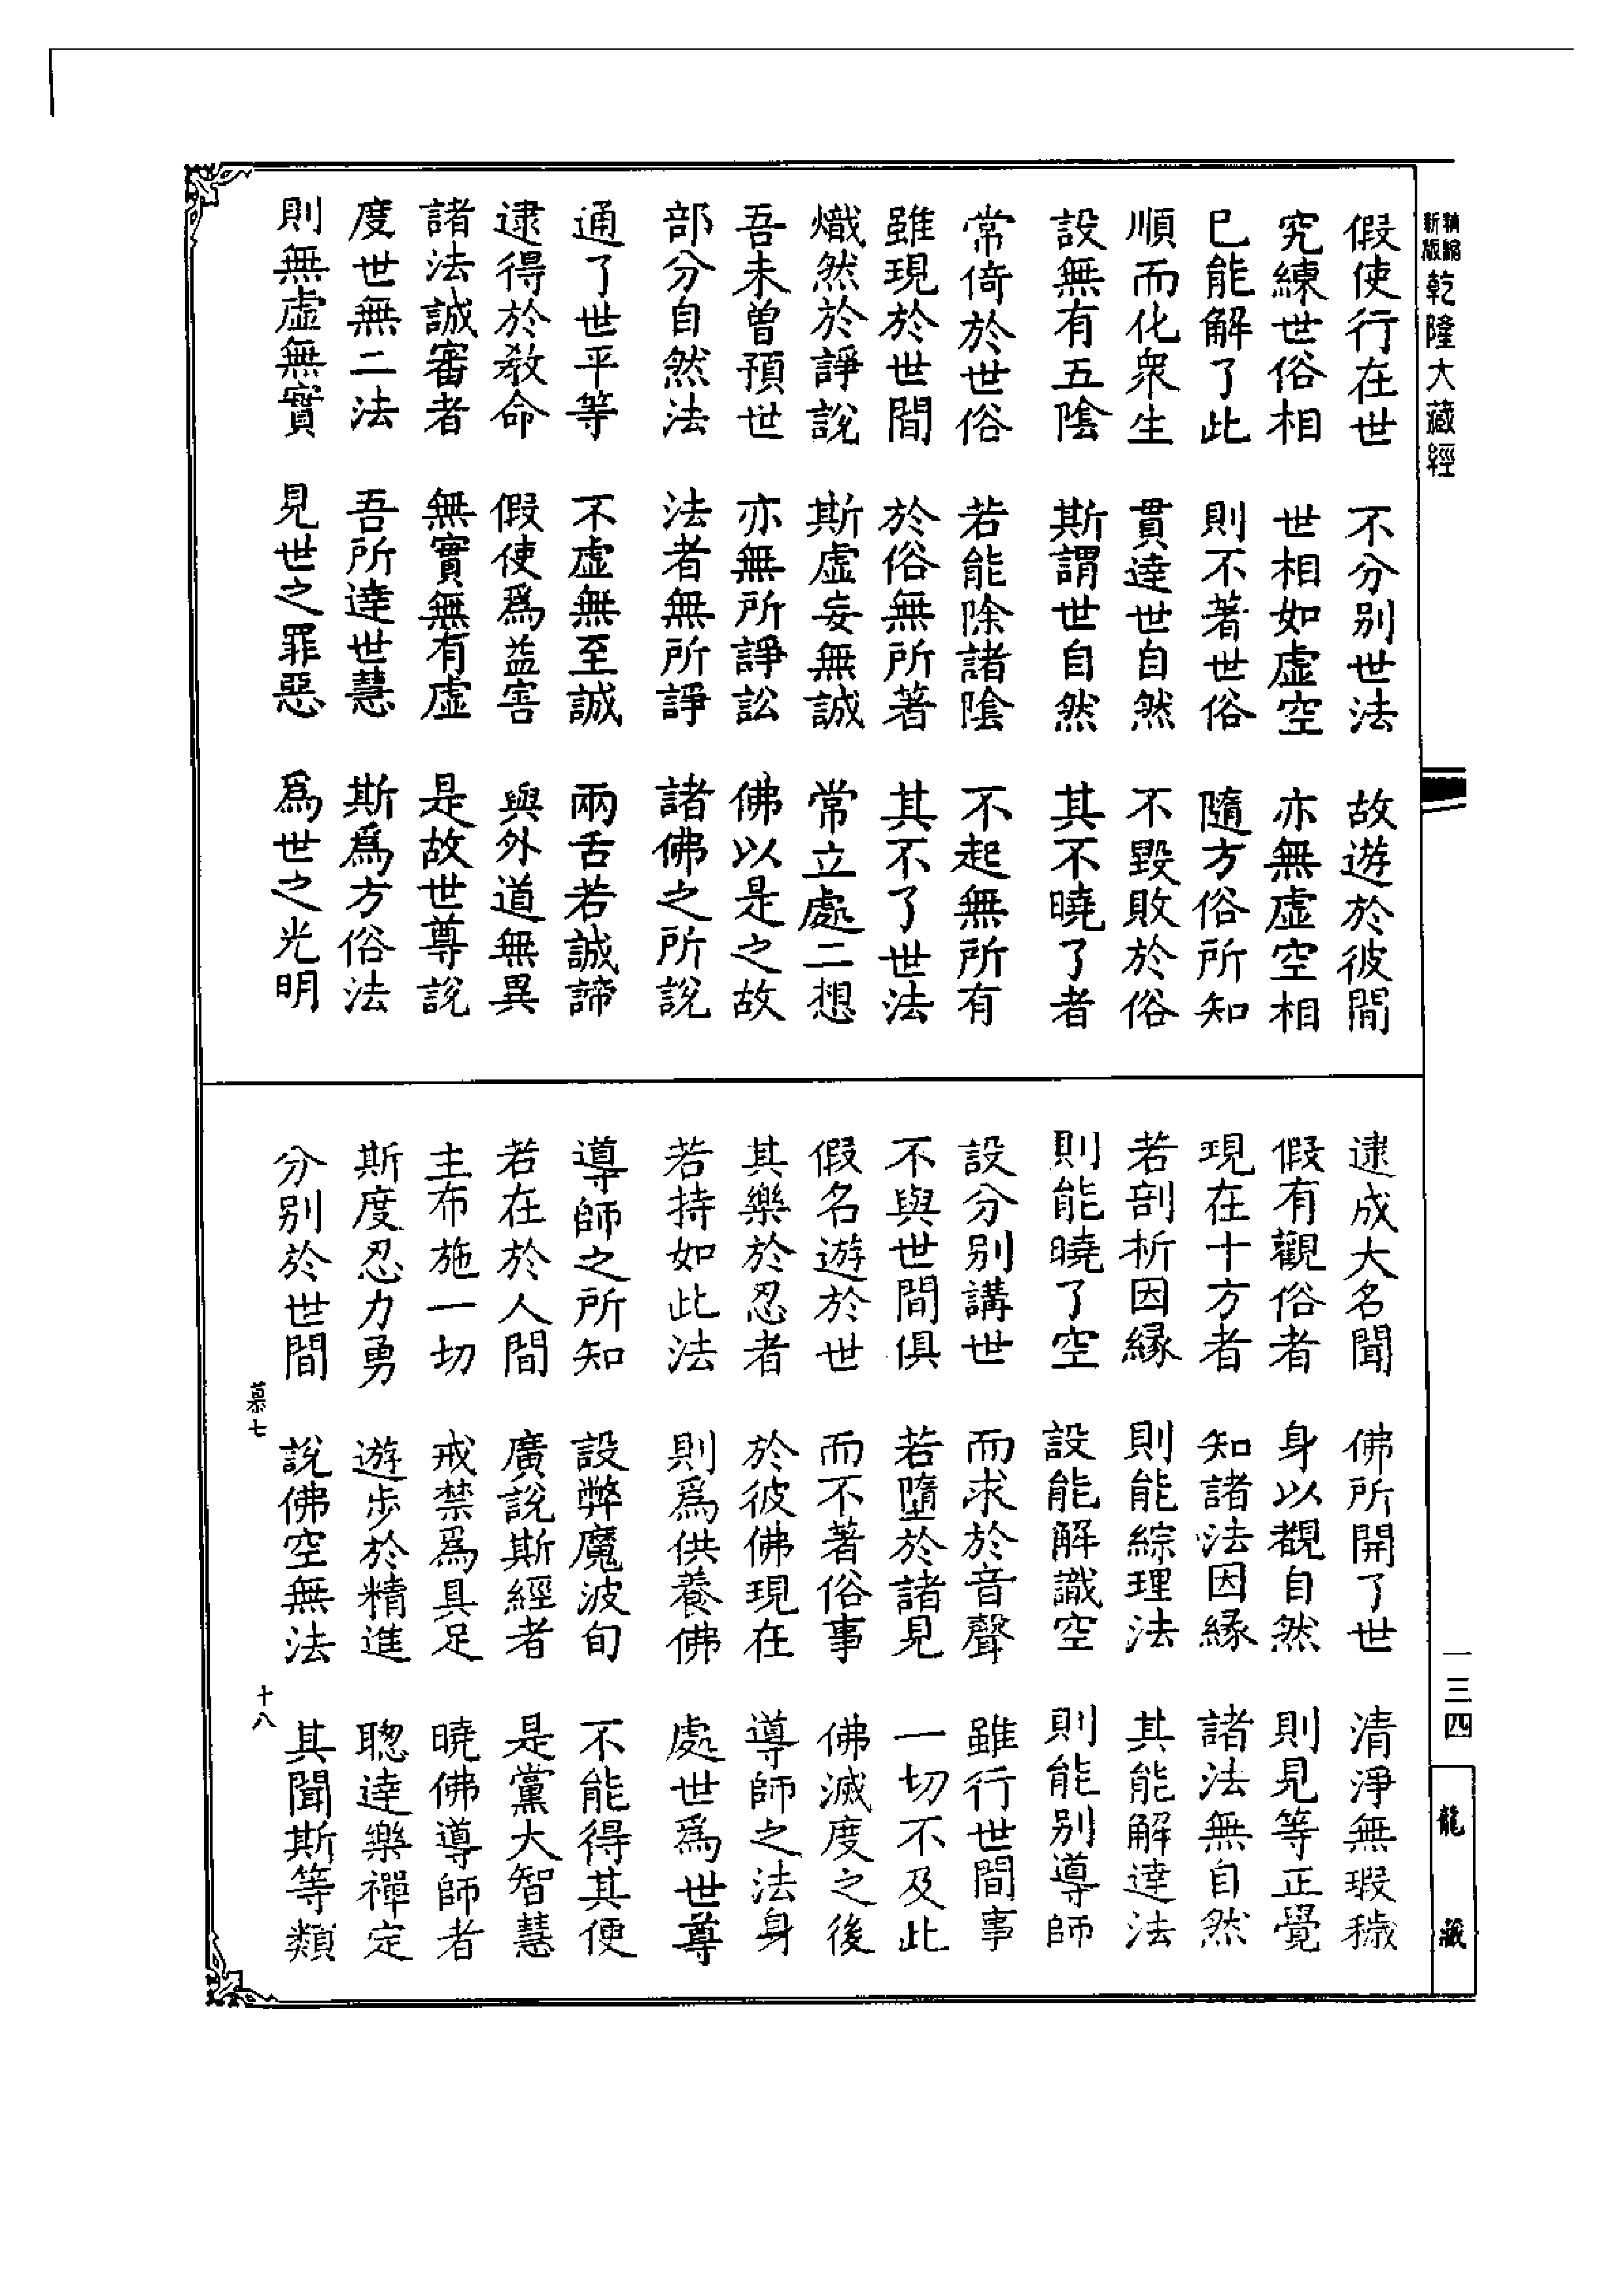 精縮新版乾隆大藏經
假使行在世　不分別世法　故遊於彼間
究練世俗相　世相如虛空　亦無虛空相
已能解了此　則不著世俗　隨方俗所知
順而化衆生　貫達世自然　不毀敗於俗
設無有五陰　斯謂世自然　其不曉了者
常倚於世俗　若能除諸陰　不起無所有
雖現於世間　於俗無所著　其不了世法
熾然於諍說　斯虛妄無誠　常立處二想
吾未曾預世　亦無所諍訟　佛以是之故
部分自然法　法者無所諍　諸佛之所說
通了世平等　不虛無至誠　兩舌若誠諦
逮得於教命　假使爲益害　與外道無異
諸法誠審者　無實無有虛　是故世尊說
度世無二法　吾所達世慧　斯爲方俗法
則無虛無實　見世之罪惡　爲世之光明
逮成大名聞　佛所開了世　清淨無瑕穢
假有觀俗者　身以覩自然　則見等正覺
現在十方者　知諸法因緣　諸法無自然
若剖析因緣　則能綜理法　其能解達法
則能曉了空　設能解識空　則能別導師
設分別講世　而求於音聲　雖行世間事
不與世間俱　若墮於諸見　一切不及此
假名遊於世　而不著俗事　佛滅度之後
其樂於忍者　於彼佛現在　導師之法身
若持如此法　則爲供養佛　處世爲世尊
導師之所知　設弊魔波旬　不能得其便
若在於人間　廣說斯經者　是黨大智慧
主布施一切　戒禁爲具足　曉佛導師者
斯度忍力勇　遊步於精進　聰達樂禪定
分別於世間　說佛空無法　其聞斯等類
慕七　十八
一三四
龍藏